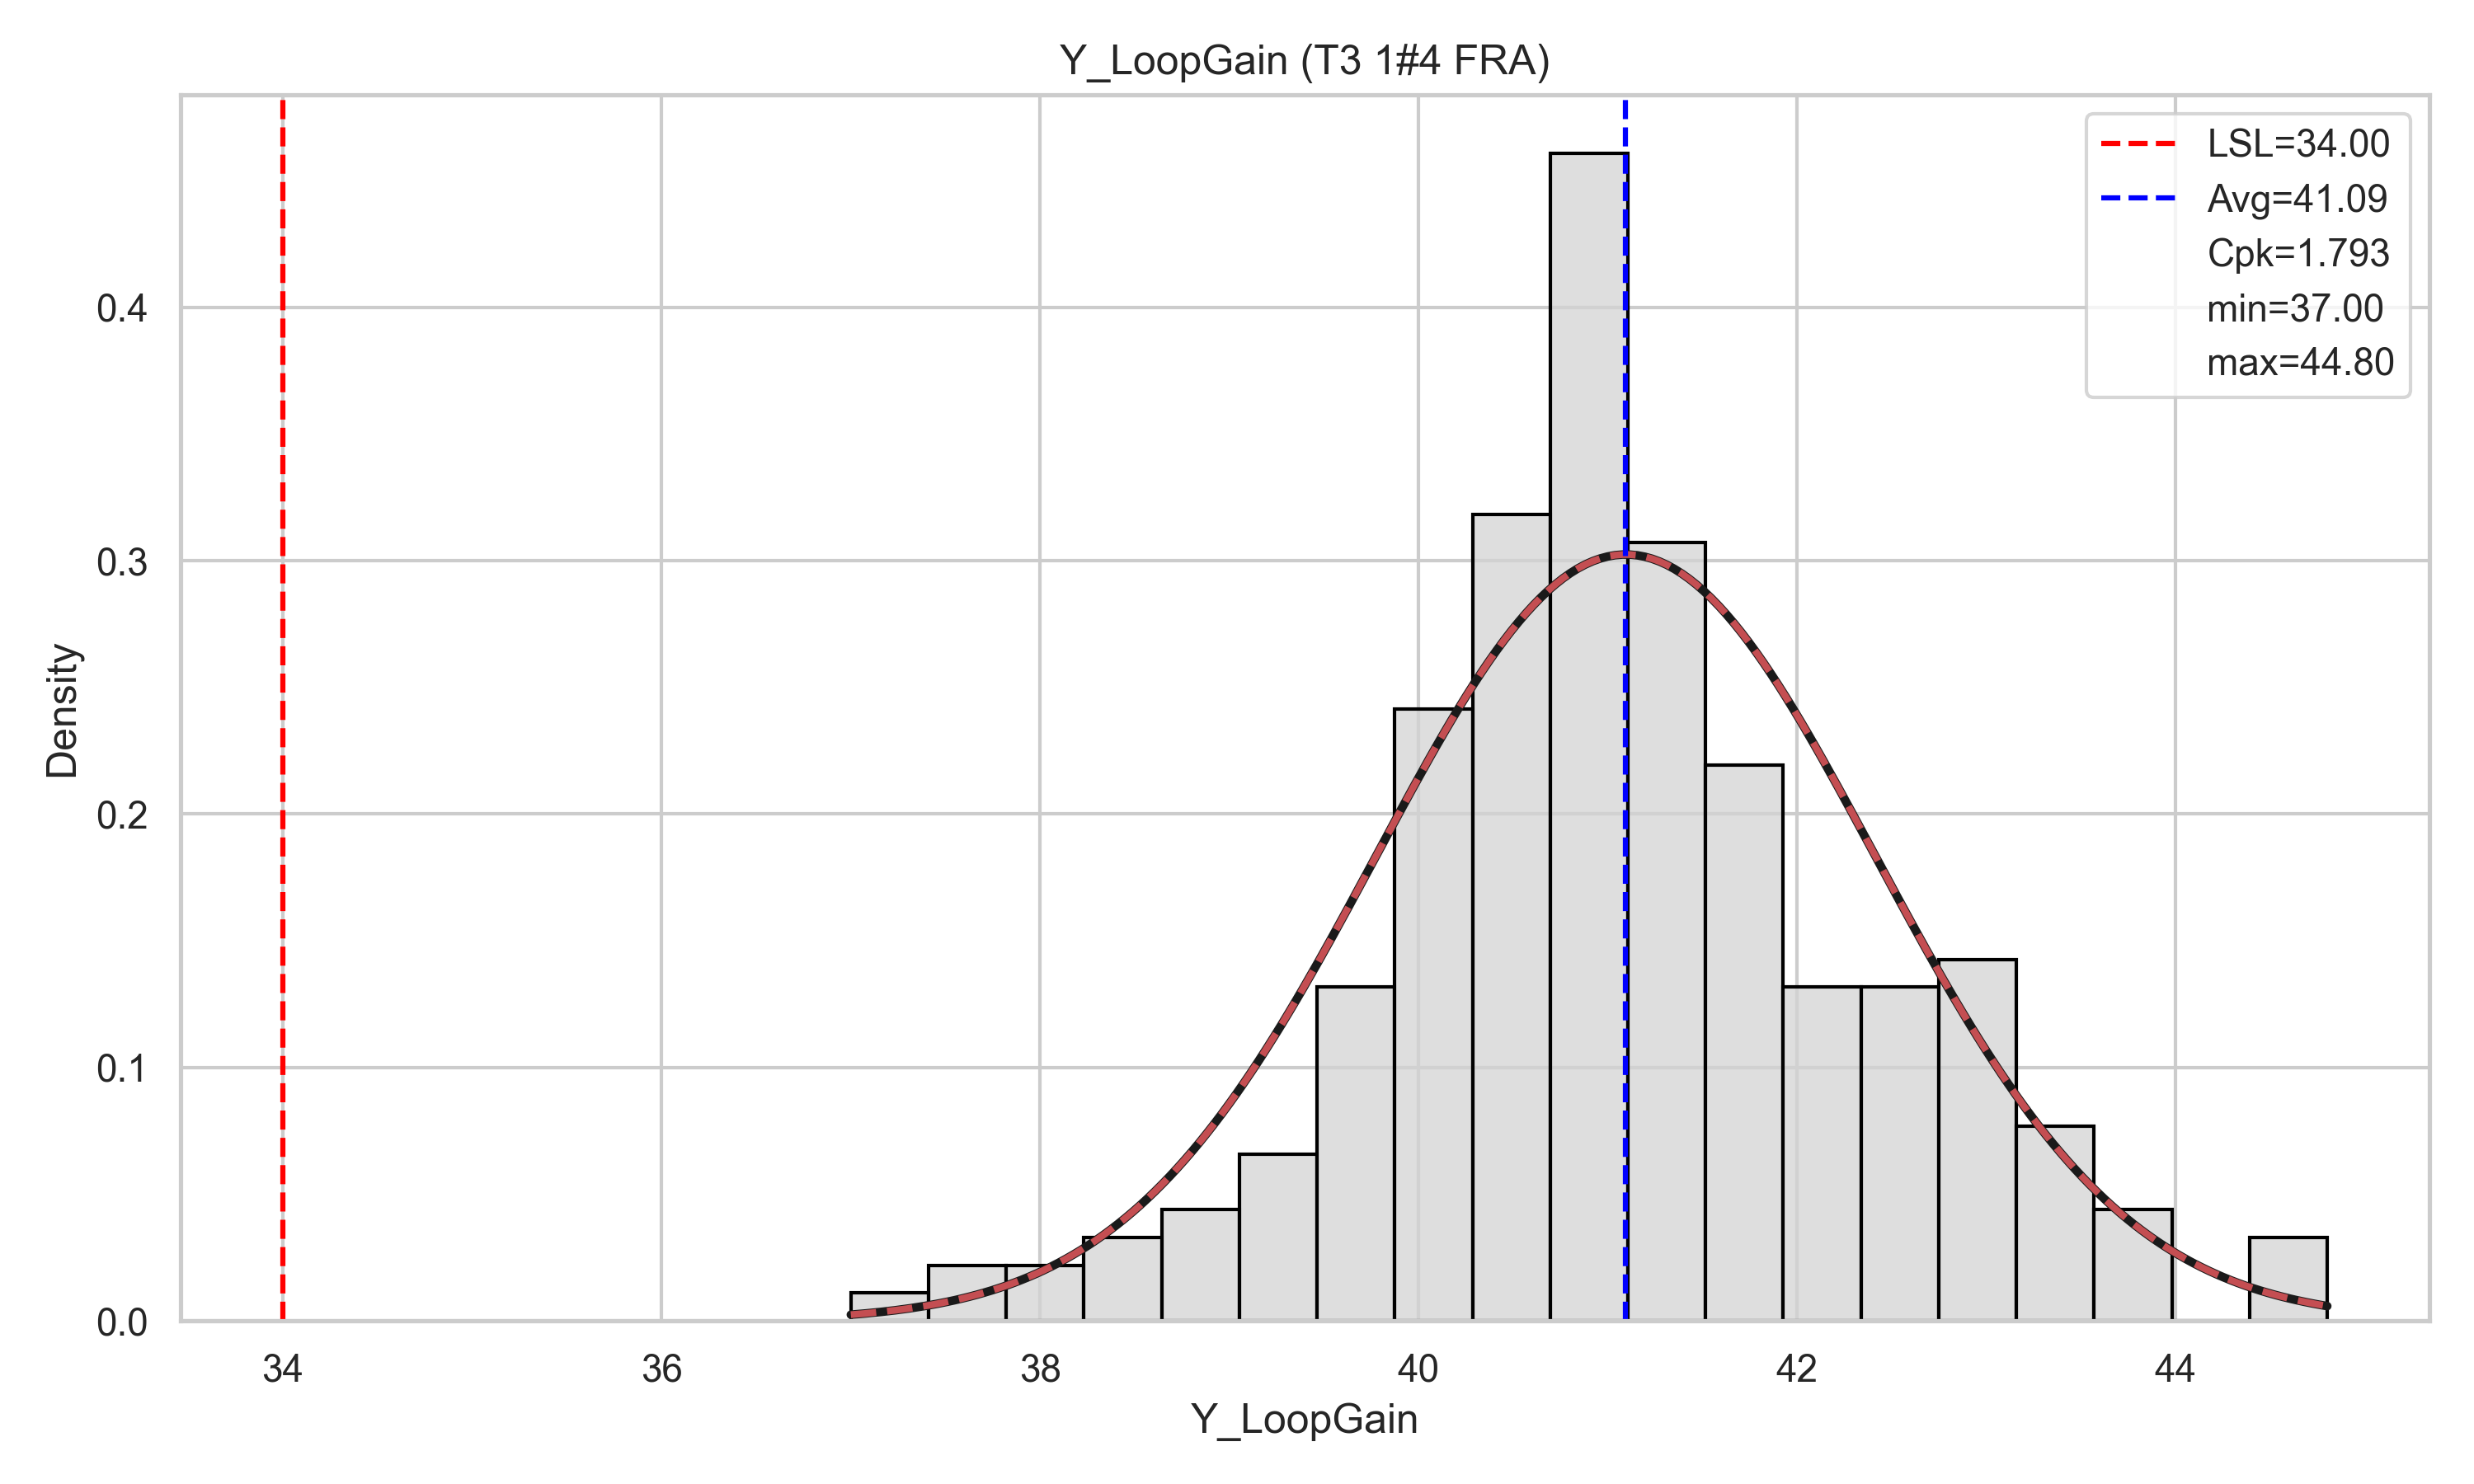 Y_LoopGain (T3 1#4 FRA)
LSL=34.00
Avg=41.09
Cpk=1.793
min=37.00
max=44.80
Density
0.4
0.3
0.2
0.1
0.0
34 36 38 40 42 44
Y_LoopGain